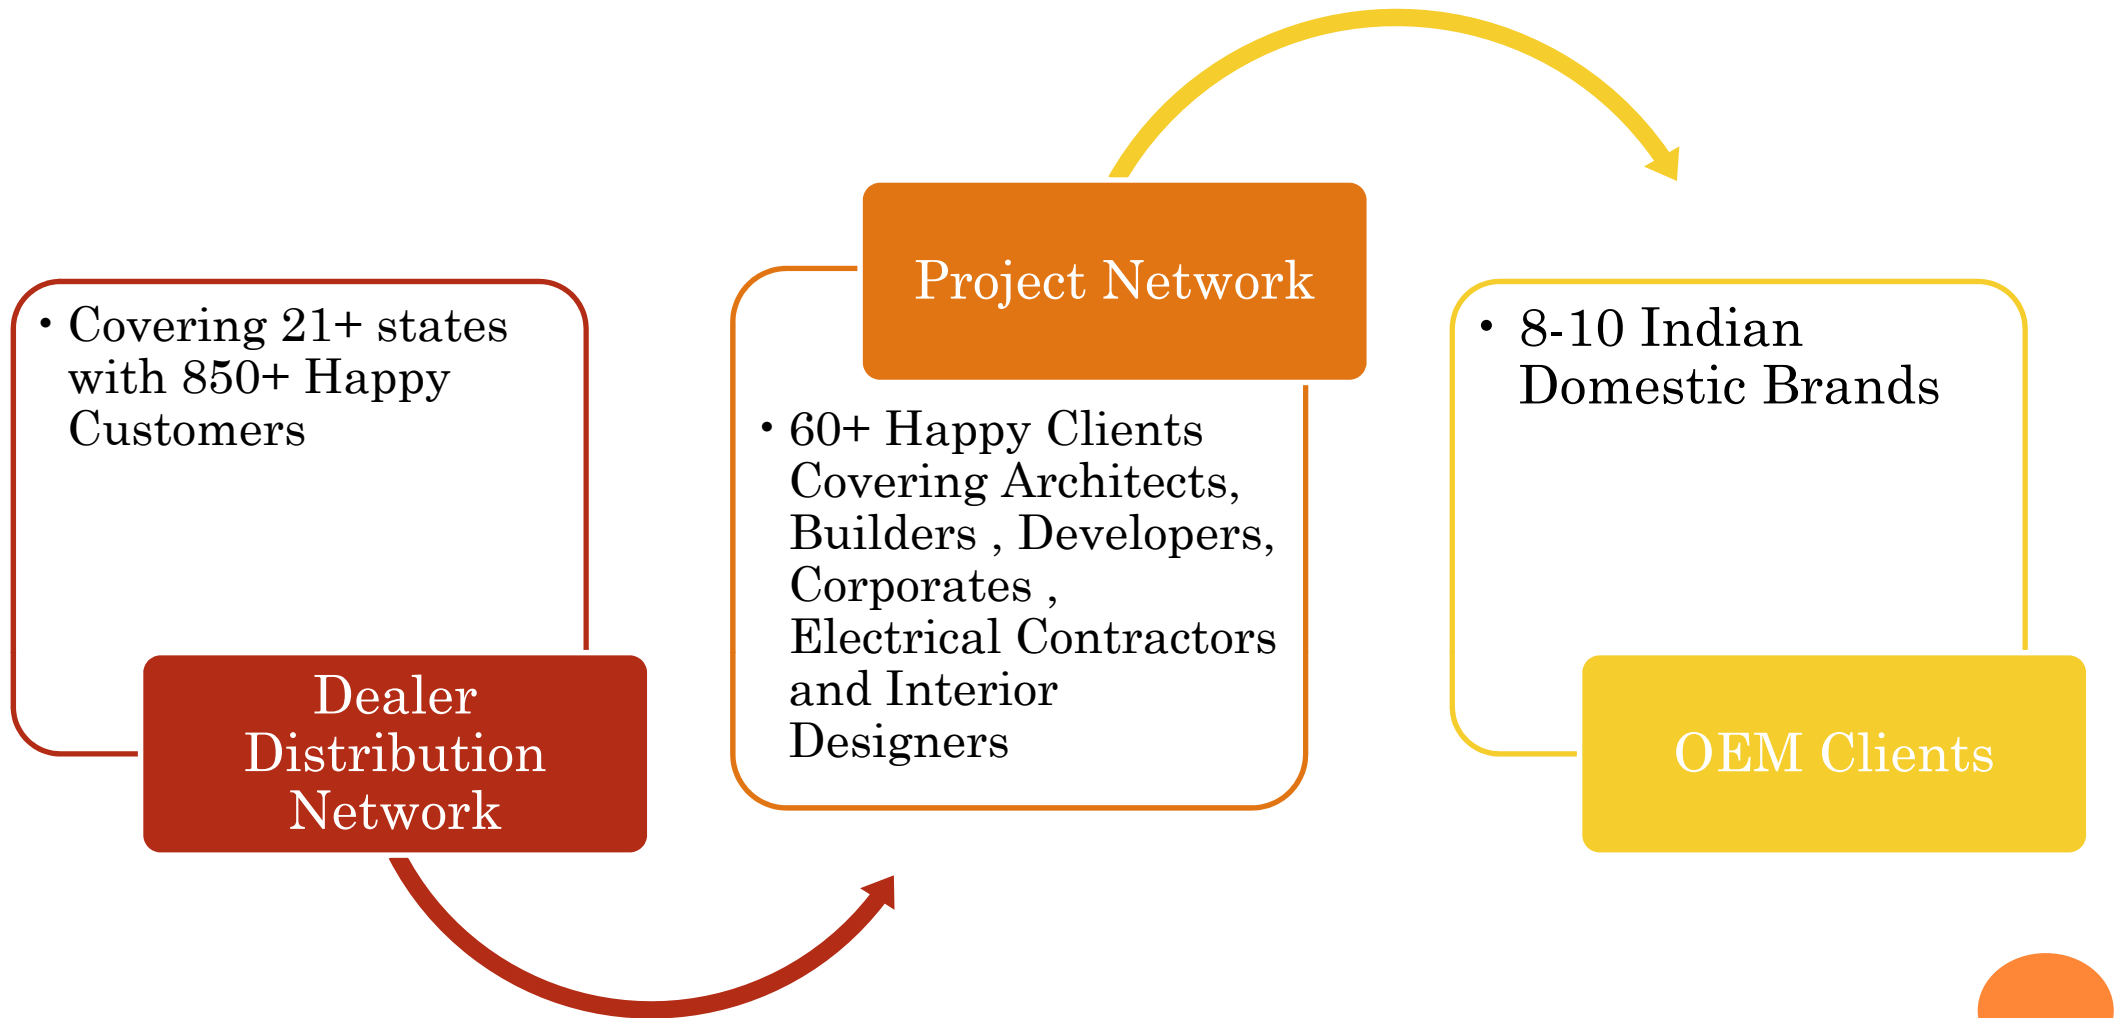 • Covering 21+ states
with 850+ Happy
Customers
Dealer
Distribution
Network
Project Network
• 60+ Happy Clients
Covering Architects,
Builders , Developers,
Corporates ,
Electrical Contractors
and Interior
Designers
• 8-10 Indian
Domestic Brands
OEM Clients